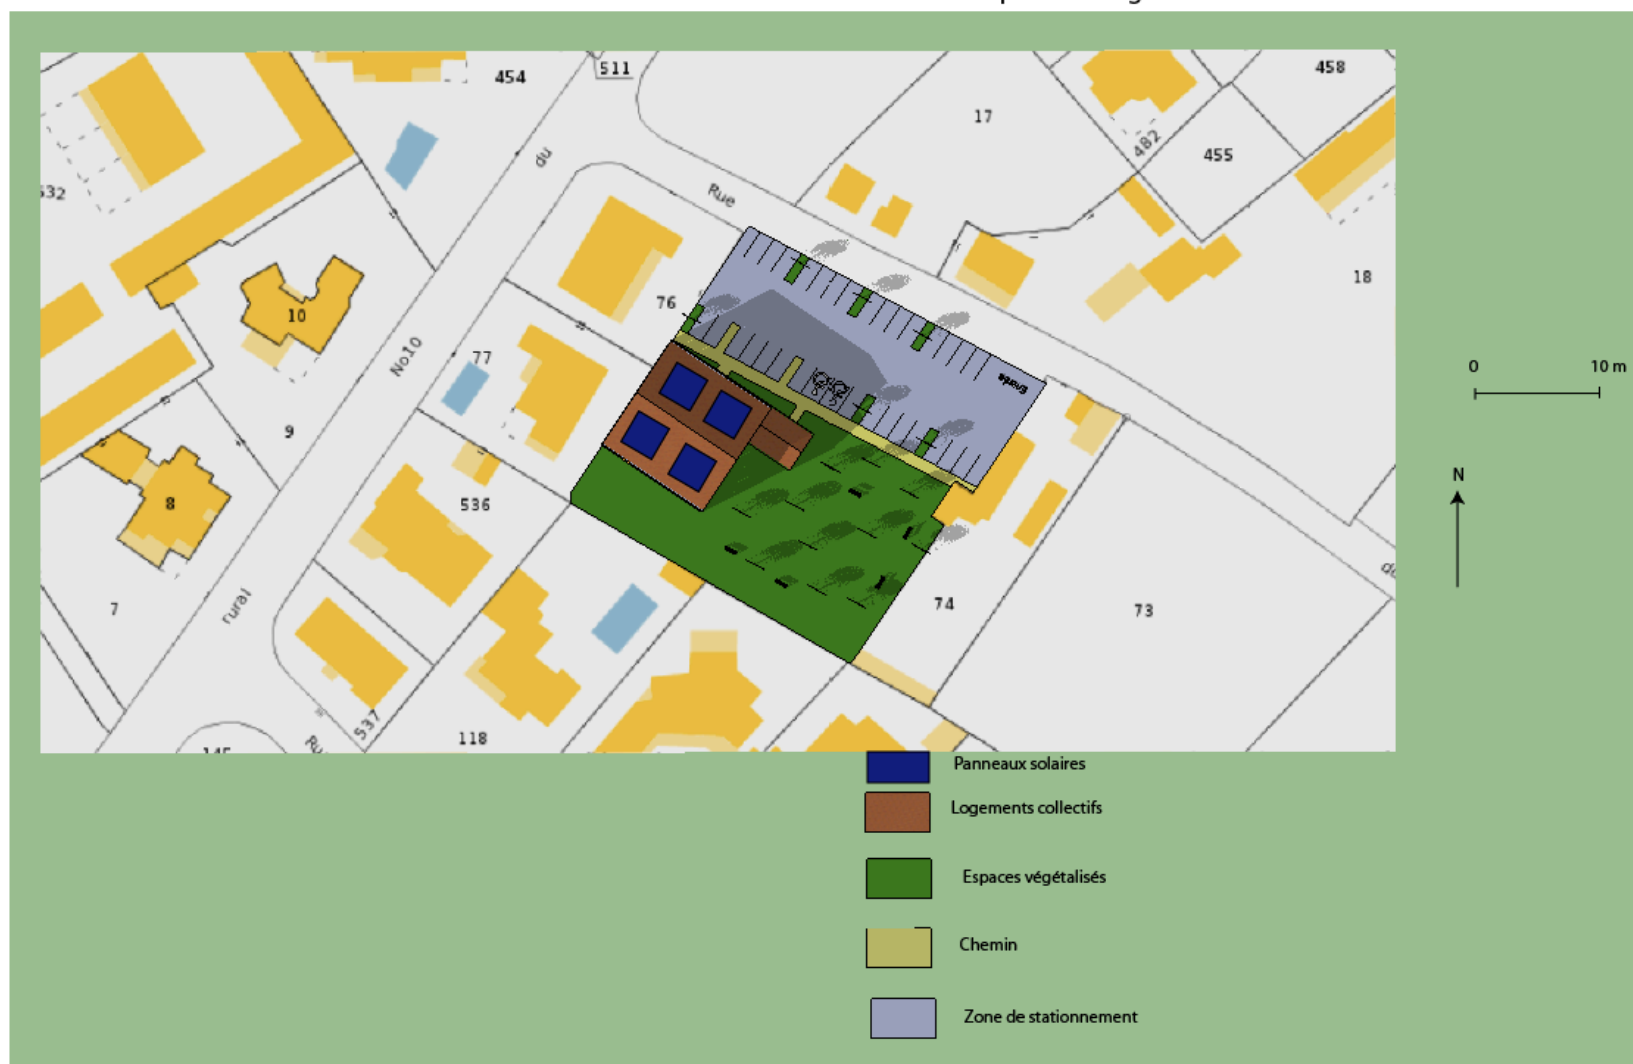 454
511
458
17
482
455
532
du
Rue
18
10
76
77
No10
Entrée
0 10 m
9
N
8
536
7
rural
74
73
537
118
Panneaux solaires
Logements collectifs
Espaces végétalisés
Chemin
Zone de stationnement